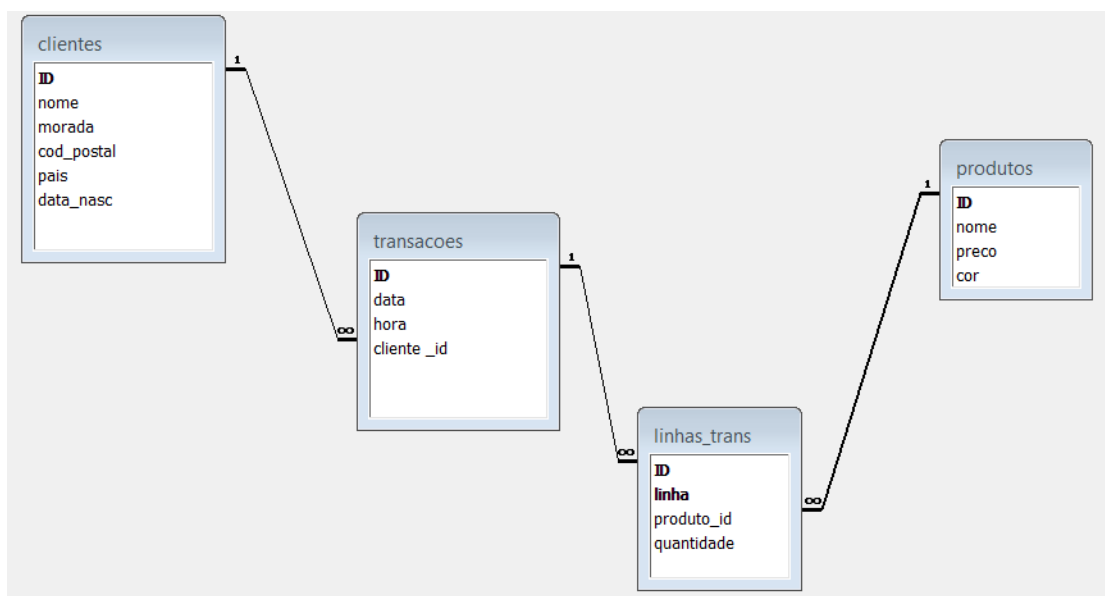 clientes
ID
nome
morada
cod_postal
pais
data_nasc
1
∞
transacoes
ID
data
hora
cliente _id
1
∞
linhas_trans
ID
linha
produto_id
quantidade
∞
1
produtos
ID
nome
preco
cor